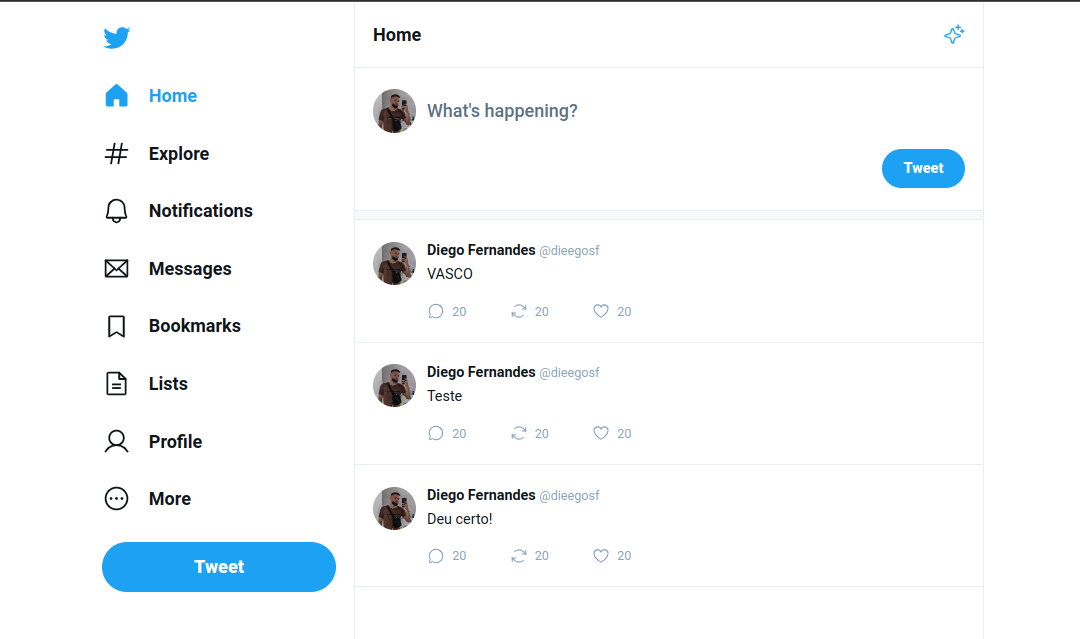 Home
Explore
Notifications
Messages
Bookmarks
Lists
Profile
More
Tweet
Home
What's happening?
Tweet
Diego Fernandes @dieegosf
VASCO
20 20 20
Diego Fernandes @dieegosf
Teste
20 20 20
Diego Fernandes @dieegosf
Deu certo!
20 20 20